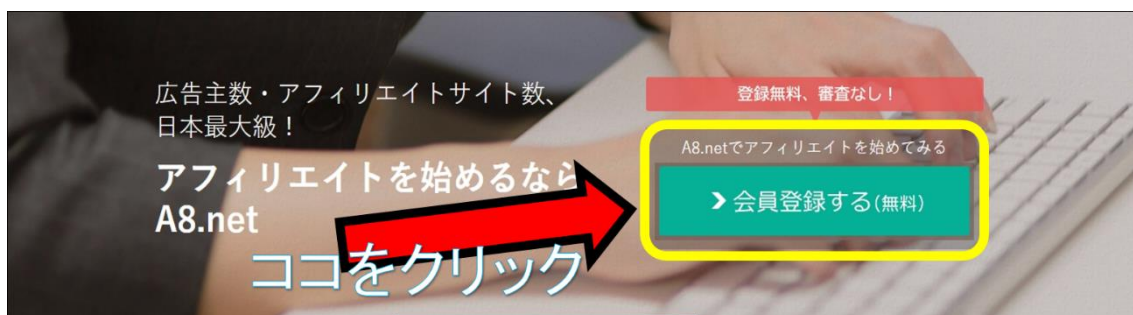 広告主数・アフィリエイトサイト数、
日本最大級！
アフィリエイトを始めるなら
A8.net
ココをクリック
登録無料、審査なし！
A8.netでアフィリエイトを始めてみる
会員登録する(無料)